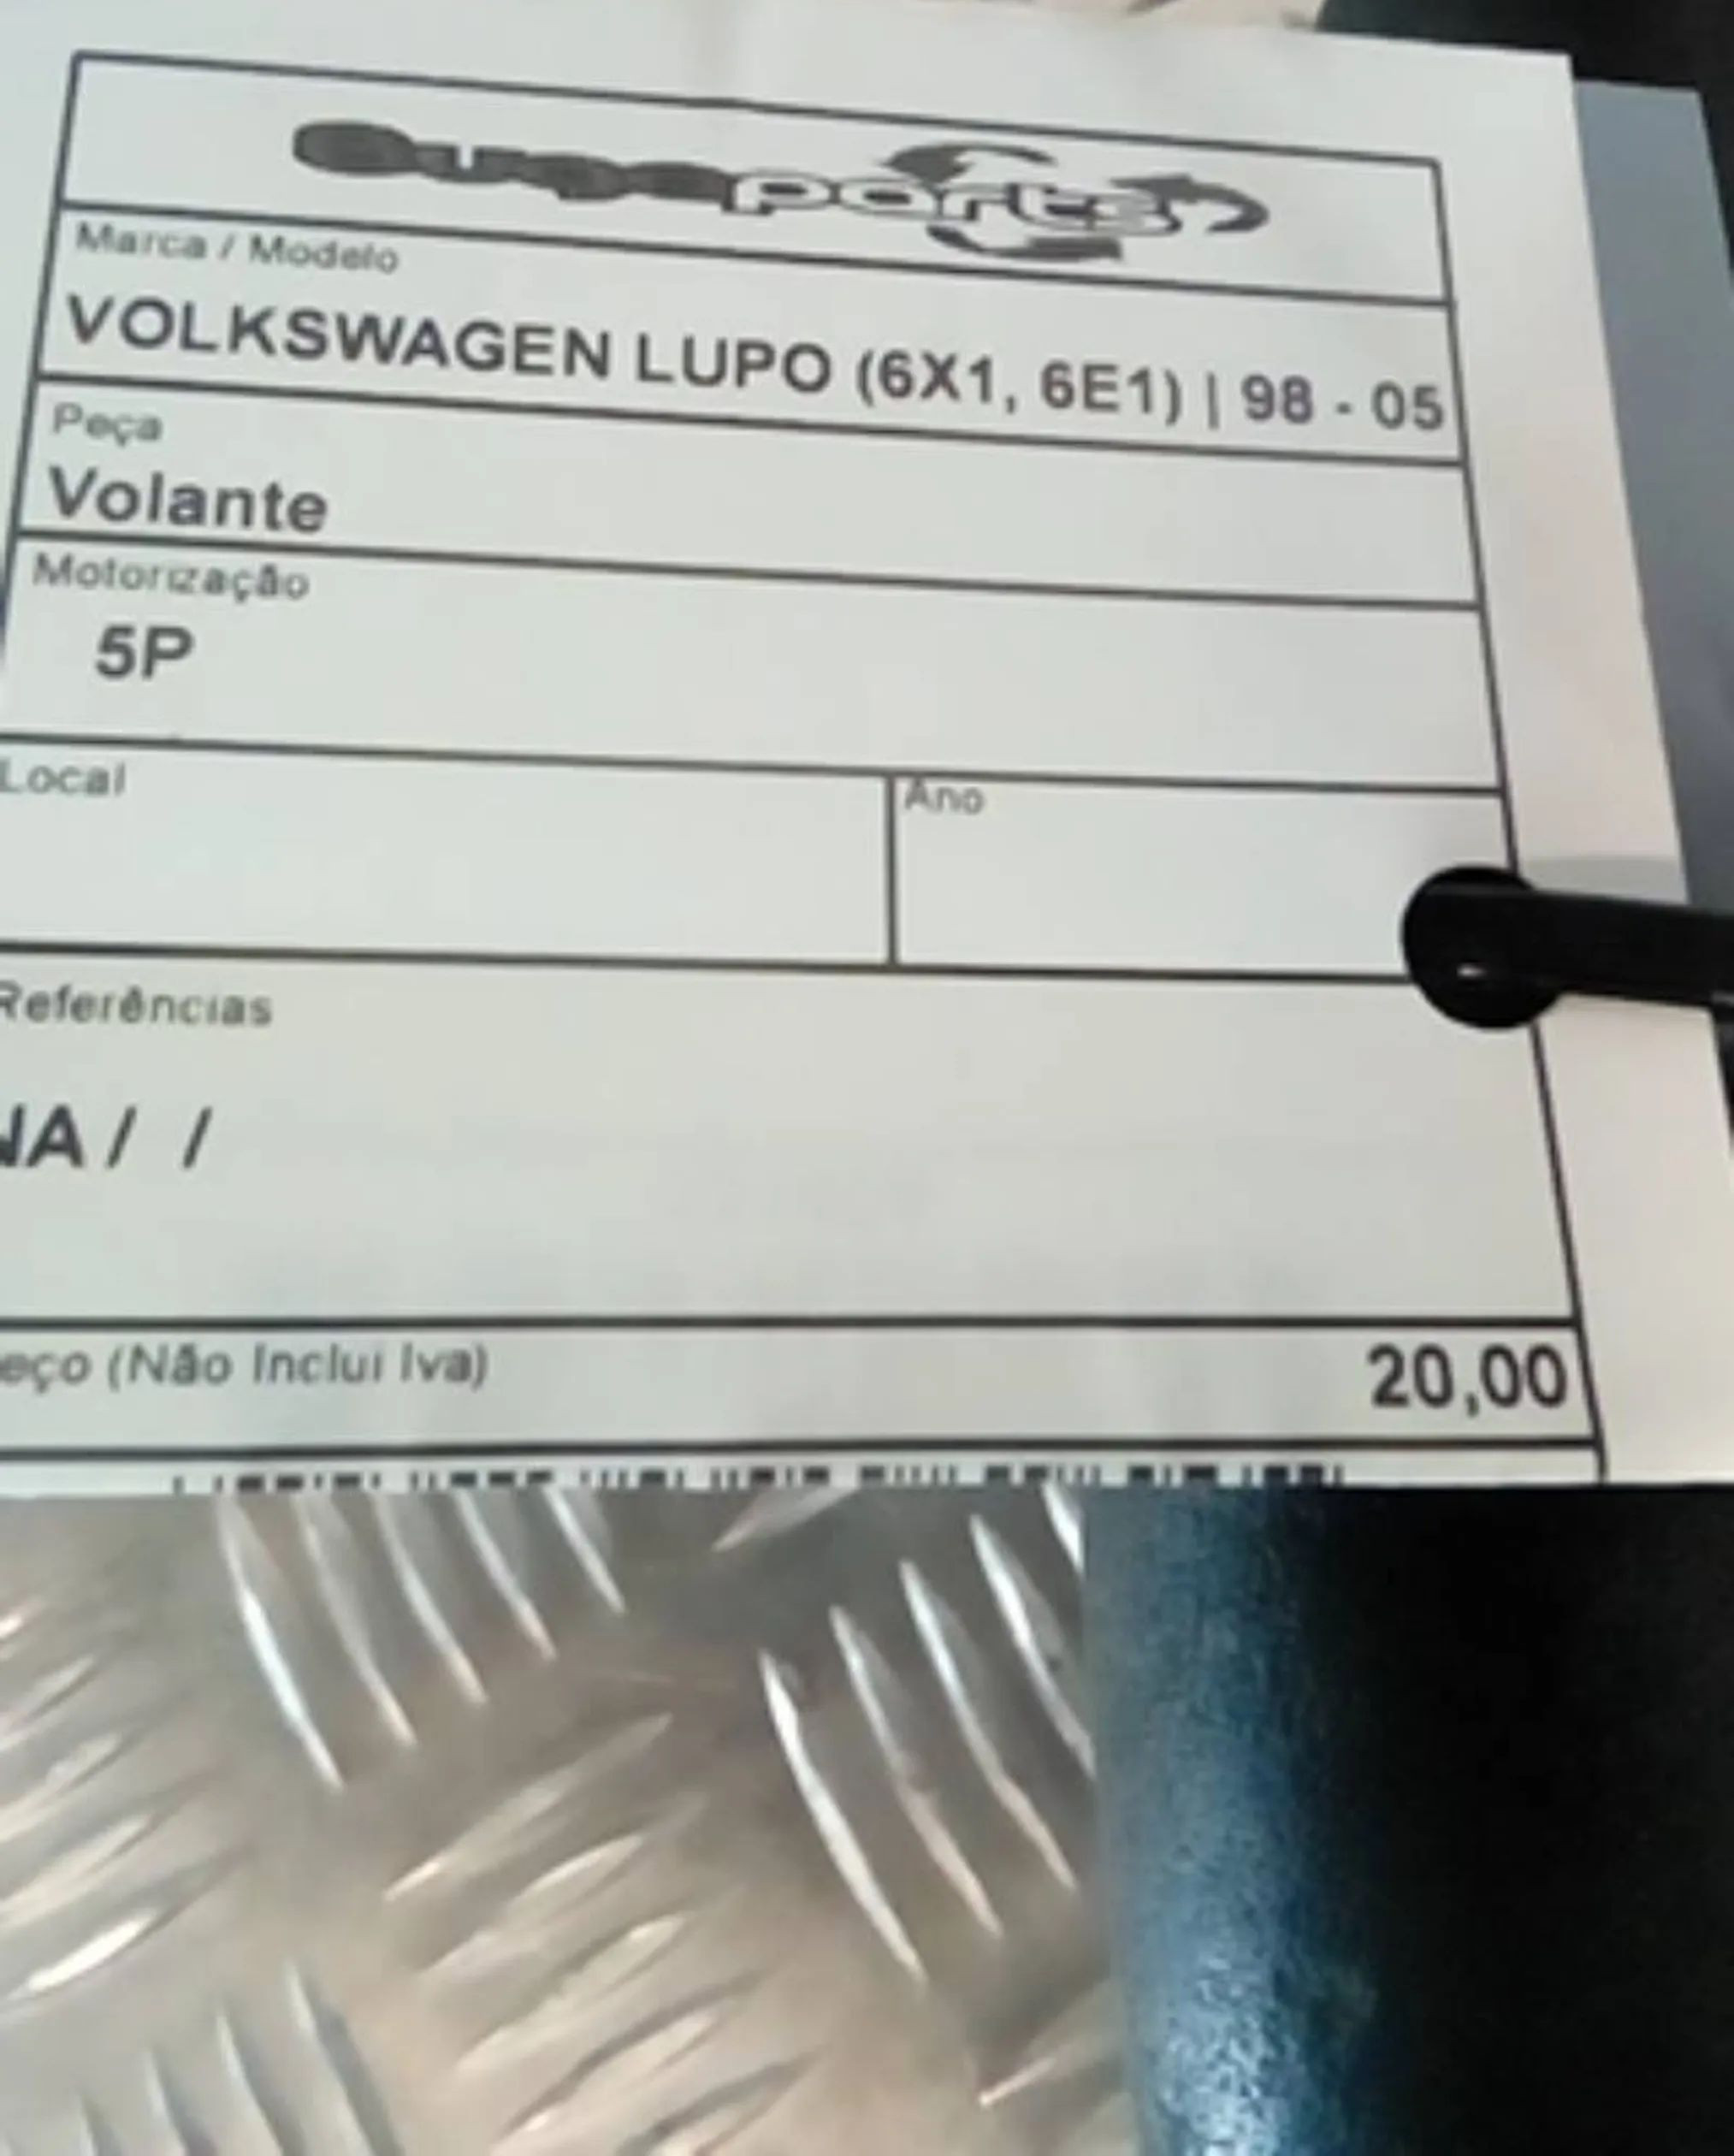 Marca / Modelo
VOLKSWAGEN LUPO (6X1, 6E1) | 98 - 05
Peça
Volante
Motorização
5P
Local
Ano
Referências
NA / /
eço (Não Inclui Iva)
20,00